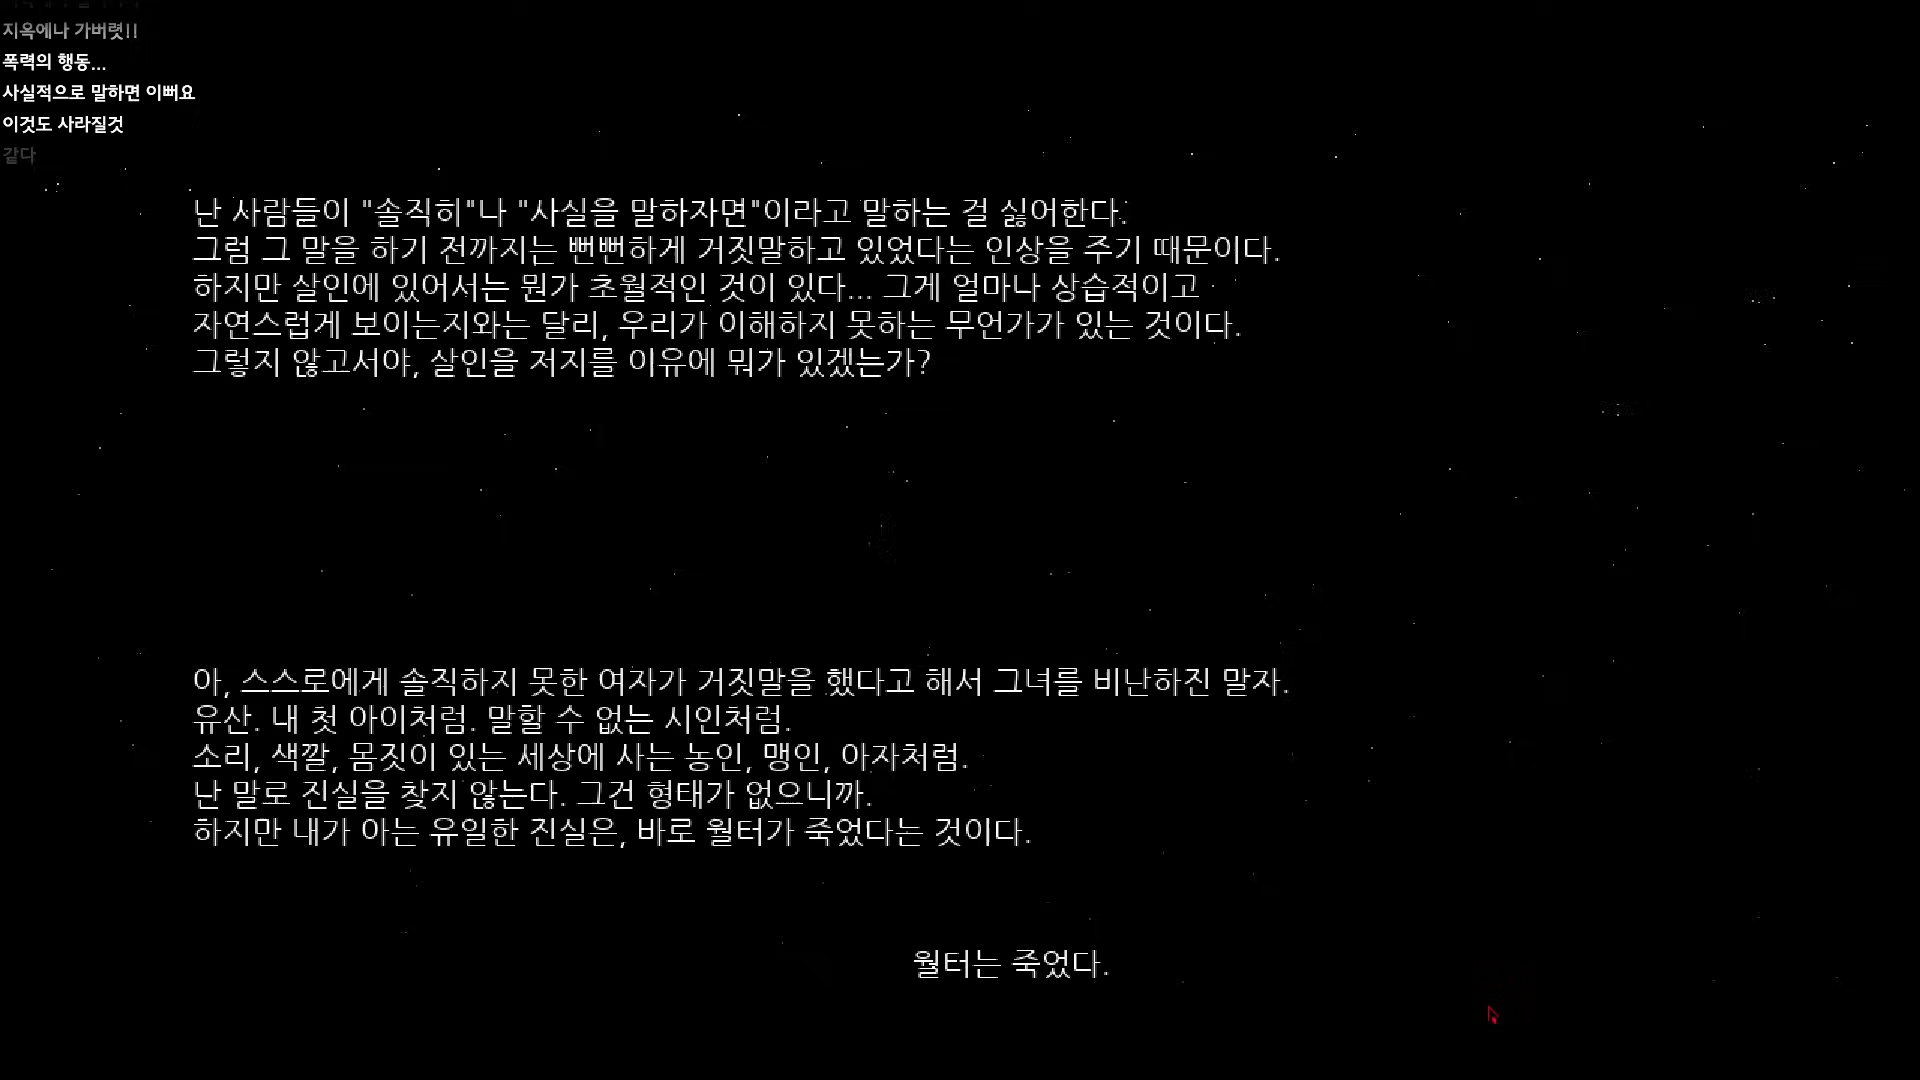 지옥에나 가버렷!!
폭력의 행동...
사실적으로 말하면 이뻐요
이것도 사라질것
같다
난 사람들이 "솔직히"나 "사실을 말하자면"이라고 말하는 걸 싫어한다.
그럼 그 말을 하기 전까지는 뻔뻔하게 거짓말하고 있었다는 인상을 주기 때문이다.
하지만 살인에 있어서는 뭔가 초월적인 것이 있다... 그게 얼마나 상습적이고
자연스럽게 보이는지와는 달리, 우리가 이해하지 못하는 무언가가 있는 것이다.
그렇지 않고서야, 살인을 저지를 이유에 뭐가 있겠는가?
아, 스스로에게 솔직하지 못한 여자가 거짓말을 했다고 해서 그녀를 비난하진 말자.
유산. 내 첫 아이처럼. 말할 수 없는 시인처럼.
소리, 색깔, 몸짓이 있는 세상에 사는 농인, 맹인, 아자처럼.
난 말로 진실을 찾지 않는다. 그건 형태가 없으니까.
하지만 내가 아는 유일한 진실은, 바로 월터가 죽었다는 것이다.
월터는 죽었다.